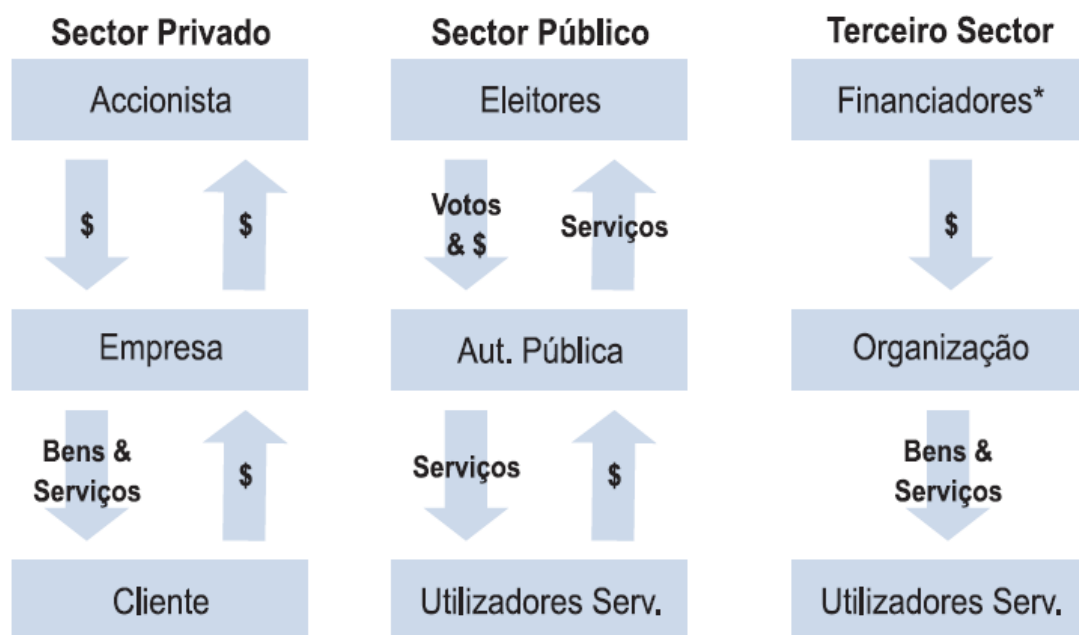 Sector Privado
Accionista
$
$
Empresa
Bens &
Serviços
$
Cliente
Sector Público
Eleitores
Votos
& $
Serviços
Aut. Pública
Serviços
$
Utilizadores Serv.
Terceiro Sector
Financiadores*
$
Organização
Bens &
Serviços
Utilizadores Serv.